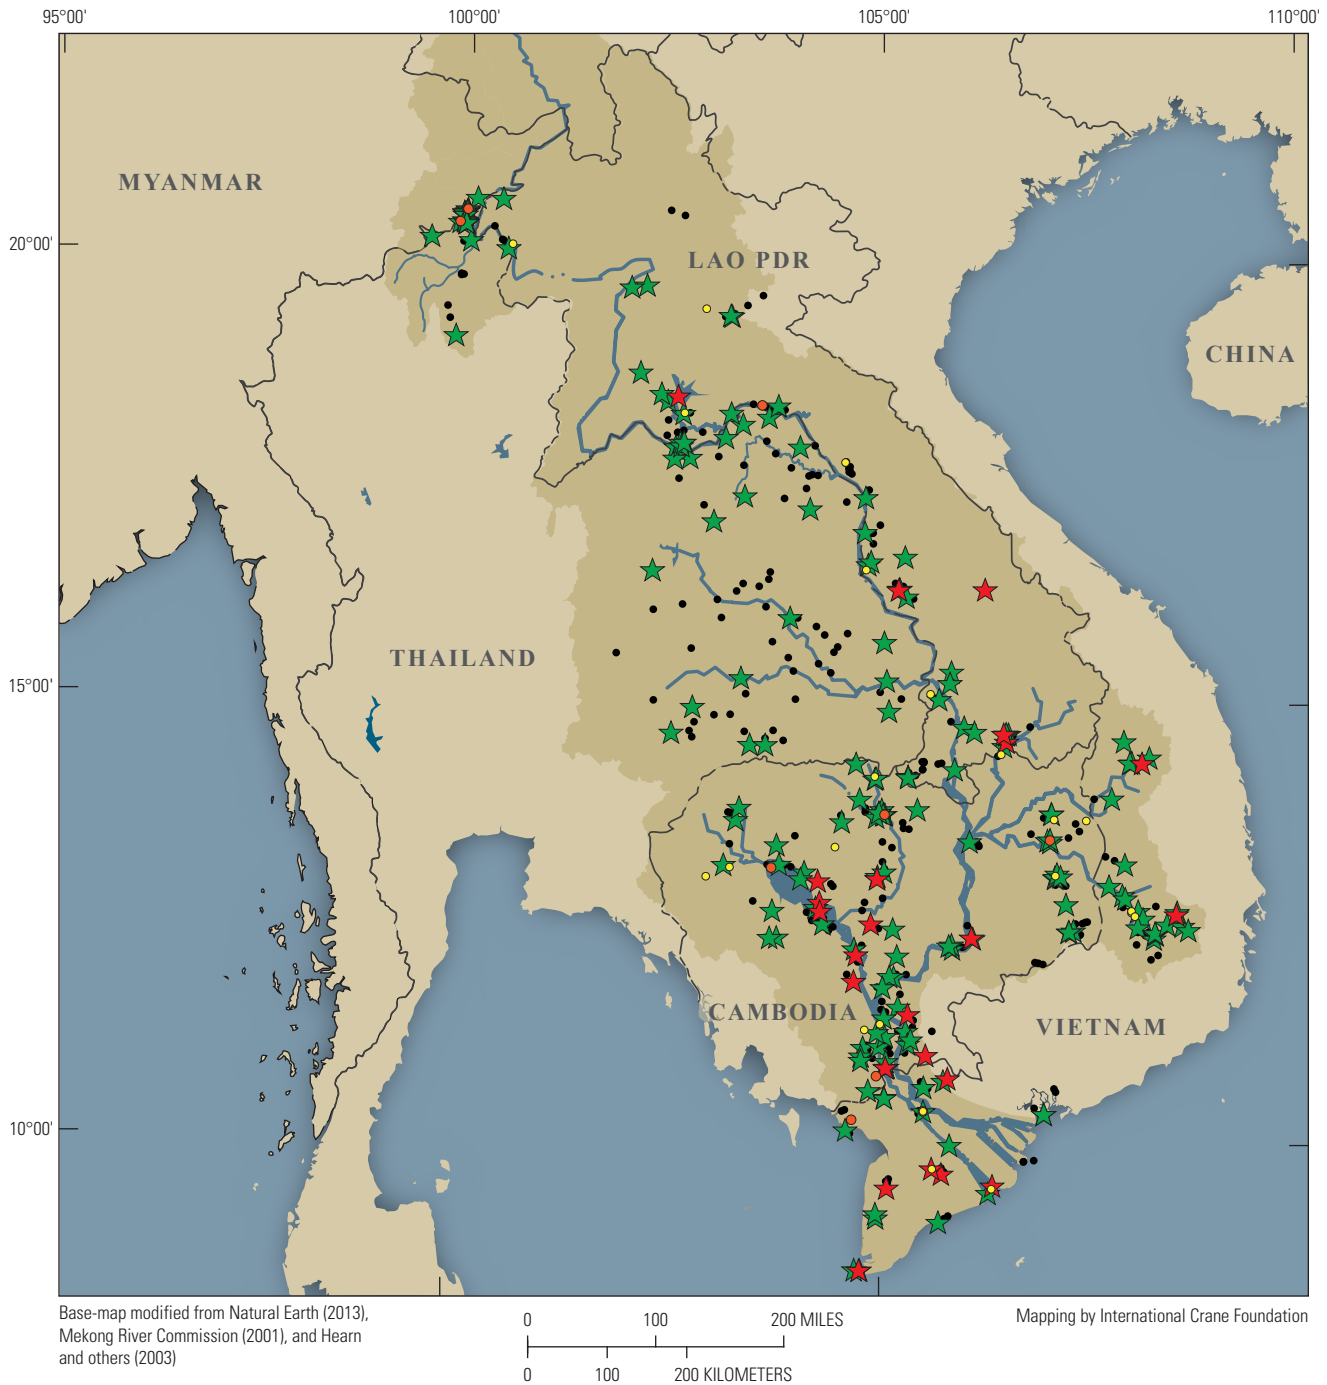 95°00'
100°00'
105°00'
110°00'
MYANMAR
20°00'
LAO PDR
CHINA
THAILAND
15°00'
CAMBODIA
VIETNAM
10°00'
Base-map modified from Natural Earth (2013),
Mekong River Commission (2001), and Hearn
and others (2003)
0 100 200 MILES
0 100 200 KILOMETERS
Mapping by International Crane Foundation